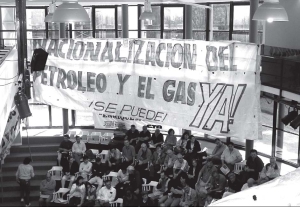 NACIONALIZACION DEL
PETROLEO Y EL GAS YA!
¡SE PUEDE!